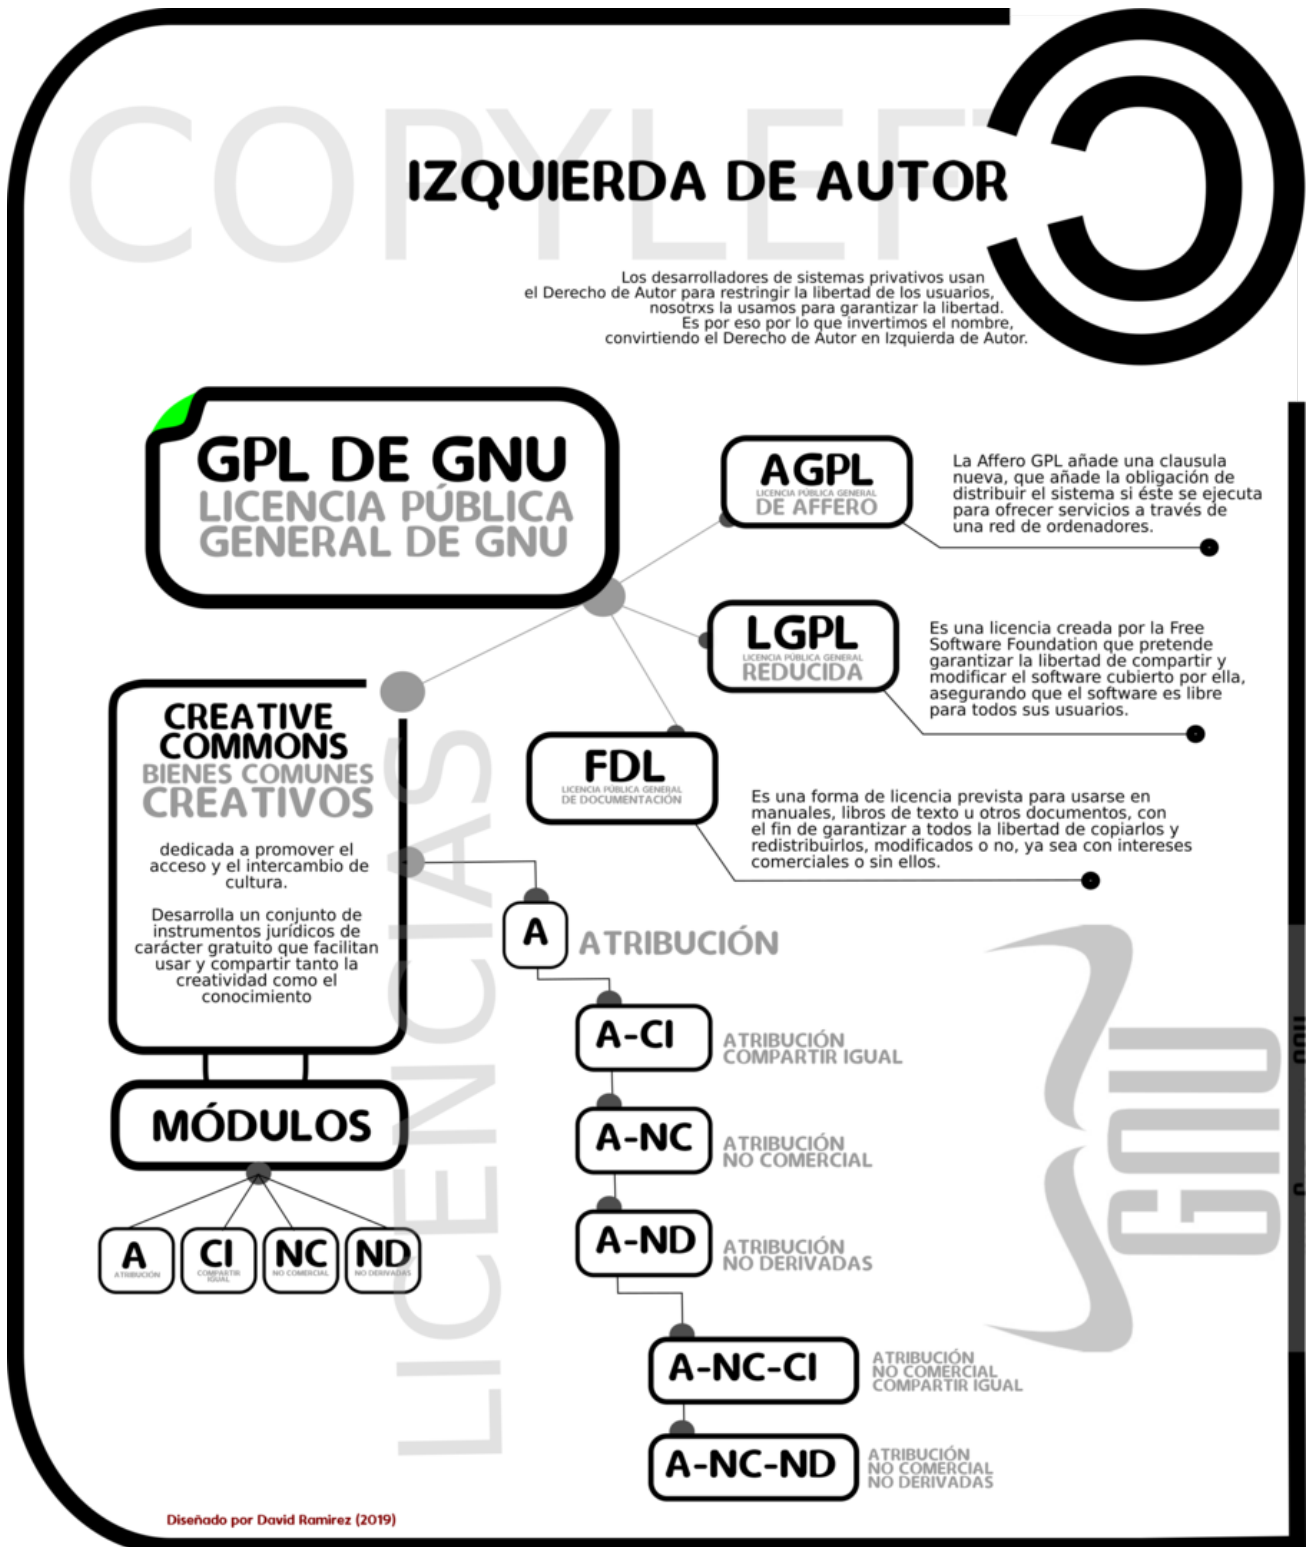 COPYLEFT
IZQUIERDA DE AUTOR
Los desarrolladores de sistemas privativos usan
el Derecho de Autor para restringir la libertad de los usuarios,
nosotrxs la usamos para garantizar la libertad.
Es por eso por lo que invertimos el nombre,
convirtiendo el Derecho de Autor en Izquierda de Autor.
GPL DE GNU
LICENCIA PÚBLICA
GENERAL DE GNU
AGPL
LICENCIA PÚBLICA GENERAL
DE AFFERO
La Affero GPL añade una clausula
nueva, que añade la obligación de
distribuir el sistema si éste se ejecuta
para ofrecer servicios a través de
una red de ordenadores.
LGPL
LICENCIA PÚBLICA GENERAL
REDUCIDA
Es una licencia creada por la Free
Software Foundation que pretende
garantizar la libertad de compartir y
modificar el software cubierto por ella,
asegurando que el software es libre
para todos sus usuarios.
FDL
LICENCIA PÚBLICA GENERAL
DE DOCUMENTACIÓN
Es una forma de licencia prevista para usarse en
manuales, libros de texto u otros documentos, con
el fin de garantizar a todos la libertad de copiarlos y
redistribuirlos, modificados o no, ya sea con intereses
comerciales o sin ellos.
CREATIVE
COMMONS
BIENES COMUNES
CREATIVOS
dedicada a promover el
acceso y el intercambio de
cultura.
Desarrolla un conjunto de
instrumentos jurídicos de
carácter gratuito que facilitan
usar y compartir tanto la
creatividad como el
conocimiento
MÓDULOS
A
ATRIBUCIÓN
CI
COMPARTIR
IGUAL
NC
NO COMERCIAL
ND
NO DERIVADAS
LICENCIAS
A
ATRIBUCIÓN
A-CI
ATRIBUCIÓN
COMPARTIR IGUAL
A-NC
ATRIBUCIÓN
NO COMERCIAL
A-ND
ATRIBUCIÓN
NO DERIVADAS
A-NC-CI
ATRIBUCIÓN
NO COMERCIAL
COMPARTIR IGUAL
A-NC-ND
ATRIBUCIÓN
NO COMERCIAL
NO DERIVADAS
GNU
Diseñado por David Ramirez (2019)